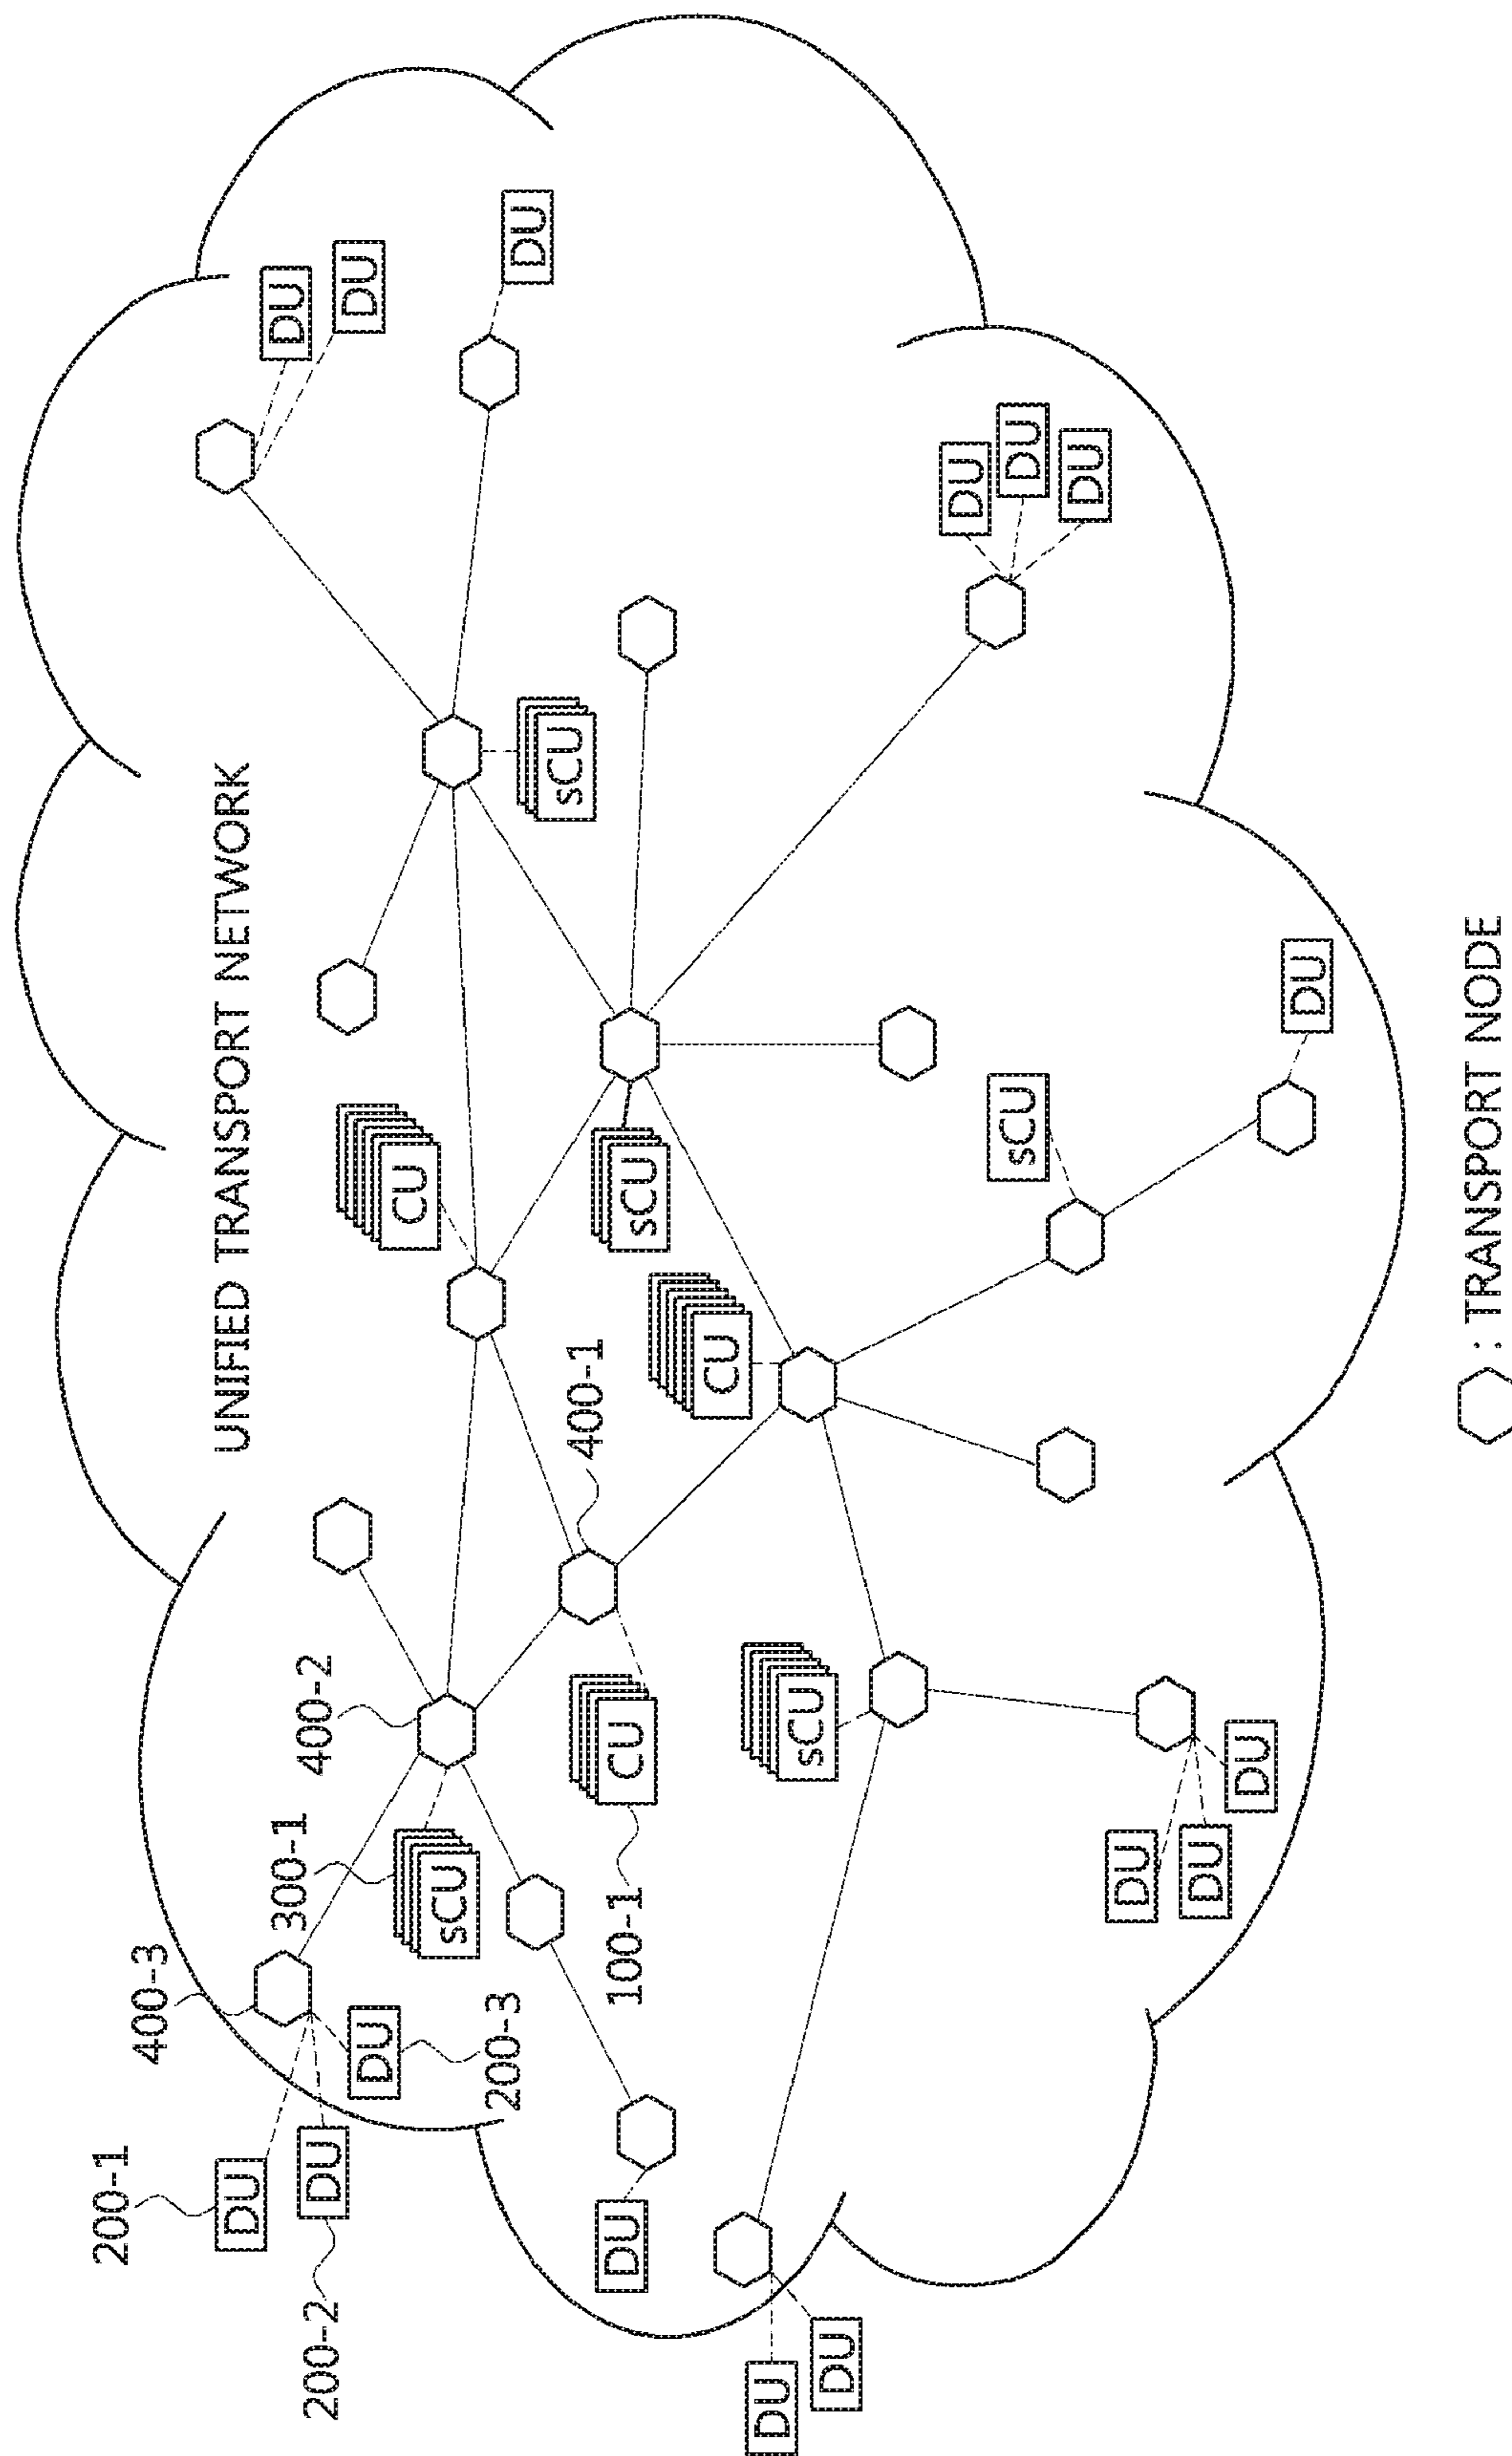 200-1
400-3
UNIFIED TRANSPORT NETWORK
DU
DU
300-1
400-2
200-2
DU
DU
DU
CU
sCU
200-3
DU
sCU
400-1
DU
100-1
CU
sCU
CU
DU
sCU
DU
DU
sCU
DU
DU
DU
DU
DU
DU
: TRANSPORT NODE